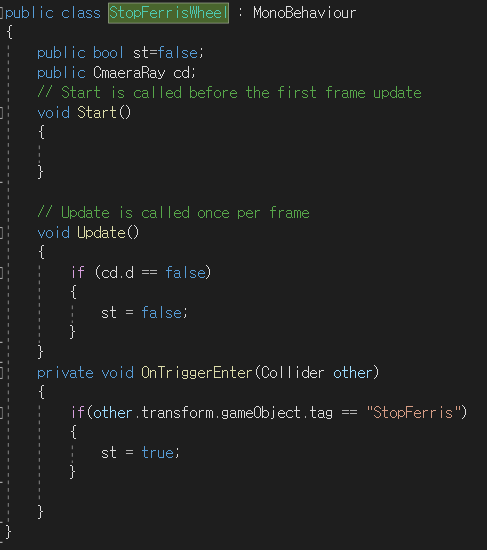 public class StopFerrisWheel : MonoBehaviour
{
    public bool st=false;
    public CmaeraRay cd;
    // Start is called before the first frame update
    void Start()
    {

    }

    // Update is called once per frame
    void Update()
    {
        if (cd.d == false)
        {
            st = false;
        }
    }
    private void OnTriggerEnter(Collider other)
    {
        if(other.transform.gameObject.tag == "StopFerris")
        {
            st = true;
        }

    }
}